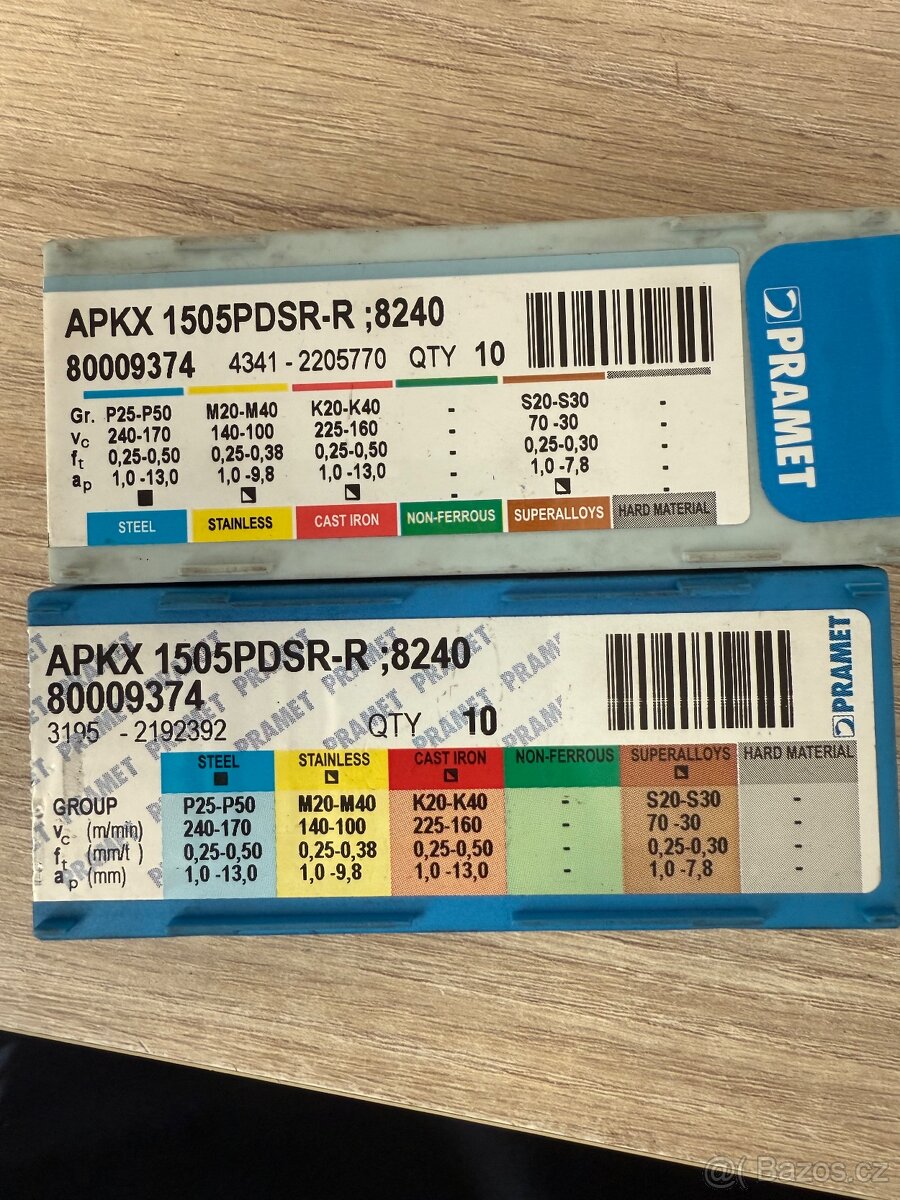 APKX 1505PDSR-R ;8240
80009374 4341 - 2205770 QTY 10
Gr. P25-P50 M20-M40 K20-K40 - S20-S30 -
vc 240-170 140-100 225-160 - 70 -30 -
ft 0,25-0,50 0,25-0,38 0,25-0,50 - 0,25-0,30 -
ap 1,0 -13,0 1,0 -9,8 1,0 -13,0 - 1,0 -7,8 -
STEEL STAINLESS CAST IRON NON-FERROUS SUPERALLOYS HARD MATERIAL
PRAMET
APKX 1505PDSR-R ;8240
80009374
3195 - 2192392 QTY 10
PRAMET
STEEL STAINLESS CAST IRON NON-FERROUS SUPERALLOYS HARD MATERIAL
GROUP P25-P50 M20-M40 K20-K40 - S20-S30 -
vc (m/min) 240-170 140-100 225-160 - 70 -30 -
ft (mm/t ) 0,25-0,50 0,25-0,38 0,25-0,50 - 0,25-0,30 -
ap (mm) 1,0 -13,0 1,0 -9,8 1,0 -13,0 - 1,0 -7,8 -
@( Bazos.cz